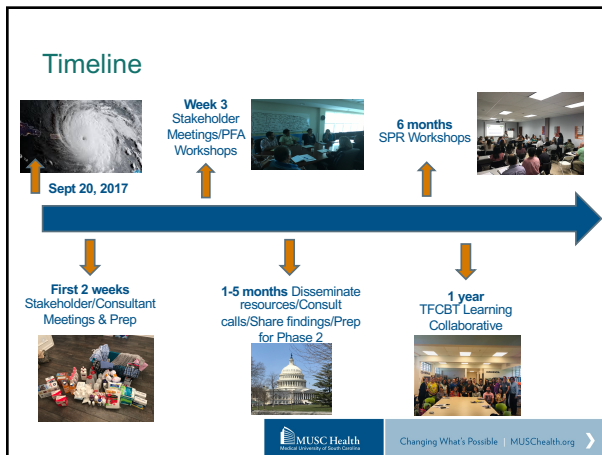 Timeline
Week 3
Stakeholder
Meetings/PFA
Workshops
6 months
SPR Workshops
Sept 20, 2017
First 2 weeks
Stakeholder/Consultant
Meetings & Prep
1-5 months Disseminate
resources/Consult
calls/Share findings/Prep
for Phase 2
1 year
TFCBT Learning
Collaborative
MUSC Health
Medical University of South Carolina
Changing What's Possible | MUSChealth.org